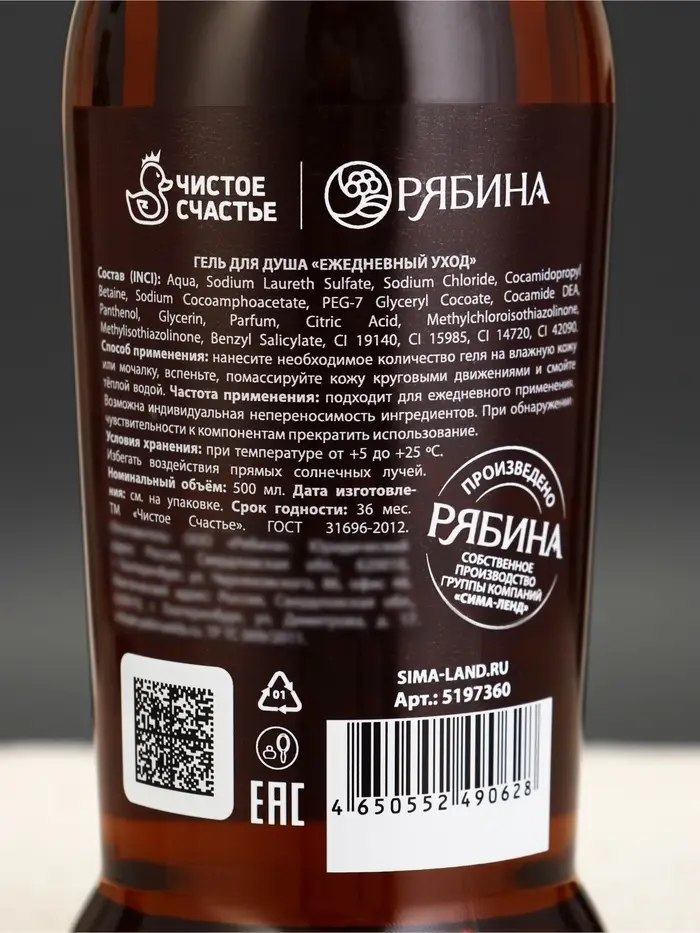 ЧИСТОЕ
СЧАСТЬЕ
РЯБИНА
ГЕЛЬ ДЛЯ ДУША «ЕЖЕДНЕВНЫЙ УХОД»
Состав (INCI): Aqua, Sodium Laureth Sulfate, Sodium Chloride, Cocamidopropyl
Betaine, Sodium Cocoamphoacetate, PEG-7 Glyceryl Cocoate, Cocamide DEA,
Panthenol, Glycerin, Parfum, Citric Acid, Methylchloroisothiazolinone,
Methylisothiazolinone, Benzyl Salicylate, CI 19140, CI 15985, CI 14720, CI 42090.
Способ применения: нанесите необходимое количество геля на влажную кожу
или мочалку, вспеньте, помассируйте кожу круговыми движениями и смойте
тёплой водой. Частота применения: подходит для ежедневного применения.
Возможна индивидуальная непереносимость ингредиентов. При обнаружении
чувствительности к компонентам прекратить использование.
Условия хранения: при температуре от +5 до +25 ºС.
Избегать воздействия прямых солнечных лучей.
Номинальный объём: 500 мл. Дата изготовле-
ния: см. на упаковке. Срок годности: 36 мес.
ТМ «Чистое Счастье». ГОСТ 31696-2012.
ПРОИЗВЕДЕНО
РЯБИНА
СОБСТВЕННОЕ
ПРОИЗВОДСТВО
ГРУППЫ КОМПАНИЙ
«СИМА-ЛЕНД»
SIMA-LAND.RU
Арт.: 5197360
01
EAC
4 650552 490628